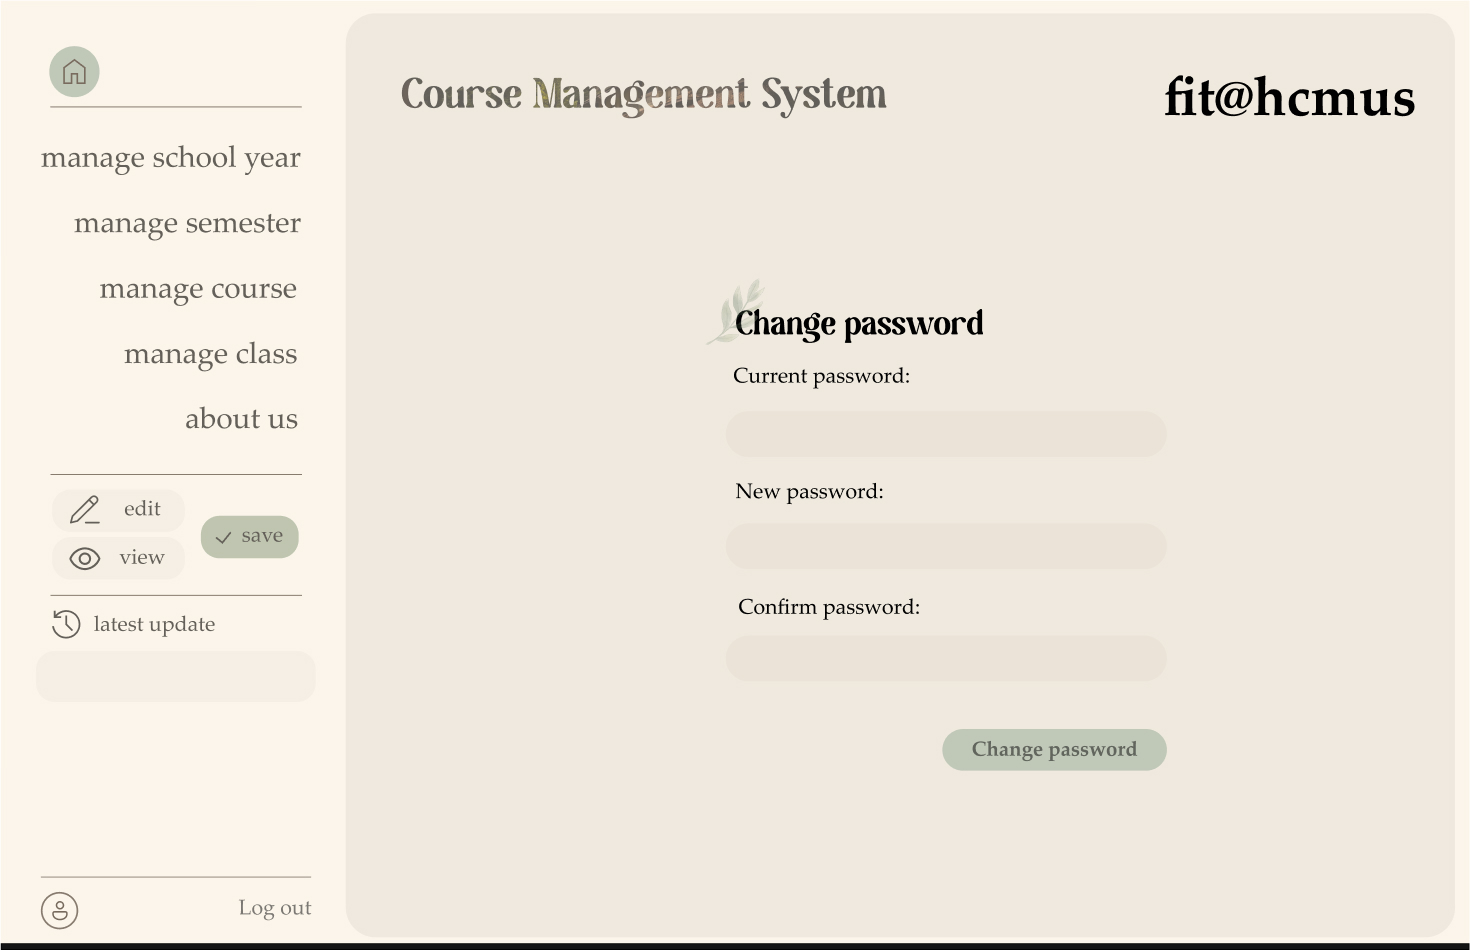 manage school year
manage semester
manage course
manage class
about us
edit
view
save
latest update
Log out
Course Management System
fit@hcmus
Change password
Current password:
New password:
Confirm password:
Change password